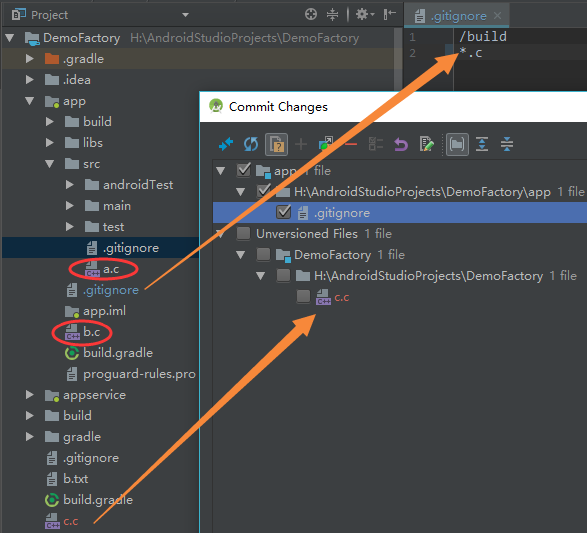 Project
.gitignore
DemoFactory H:\AndroidStudioProjects\DemoFactory
.gradle
.idea
app
build
libs
src
androidTest
main
test
.gitignore
a.c
.gitignore
app.iml
b.c
build.gradle
proguard-rules.pro
appservice
build
gradle
.gitignore
b.txt
build.gradle
c.c
1 /build
2 *.c
Commit Changes
app 1 file
H:\AndroidStudioProjects\DemoFactory\app 1 file
.gitignore
Unversioned Files 1 file
DemoFactory 1 file
H:\AndroidStudioProjects\DemoFactory 1 file
c.c